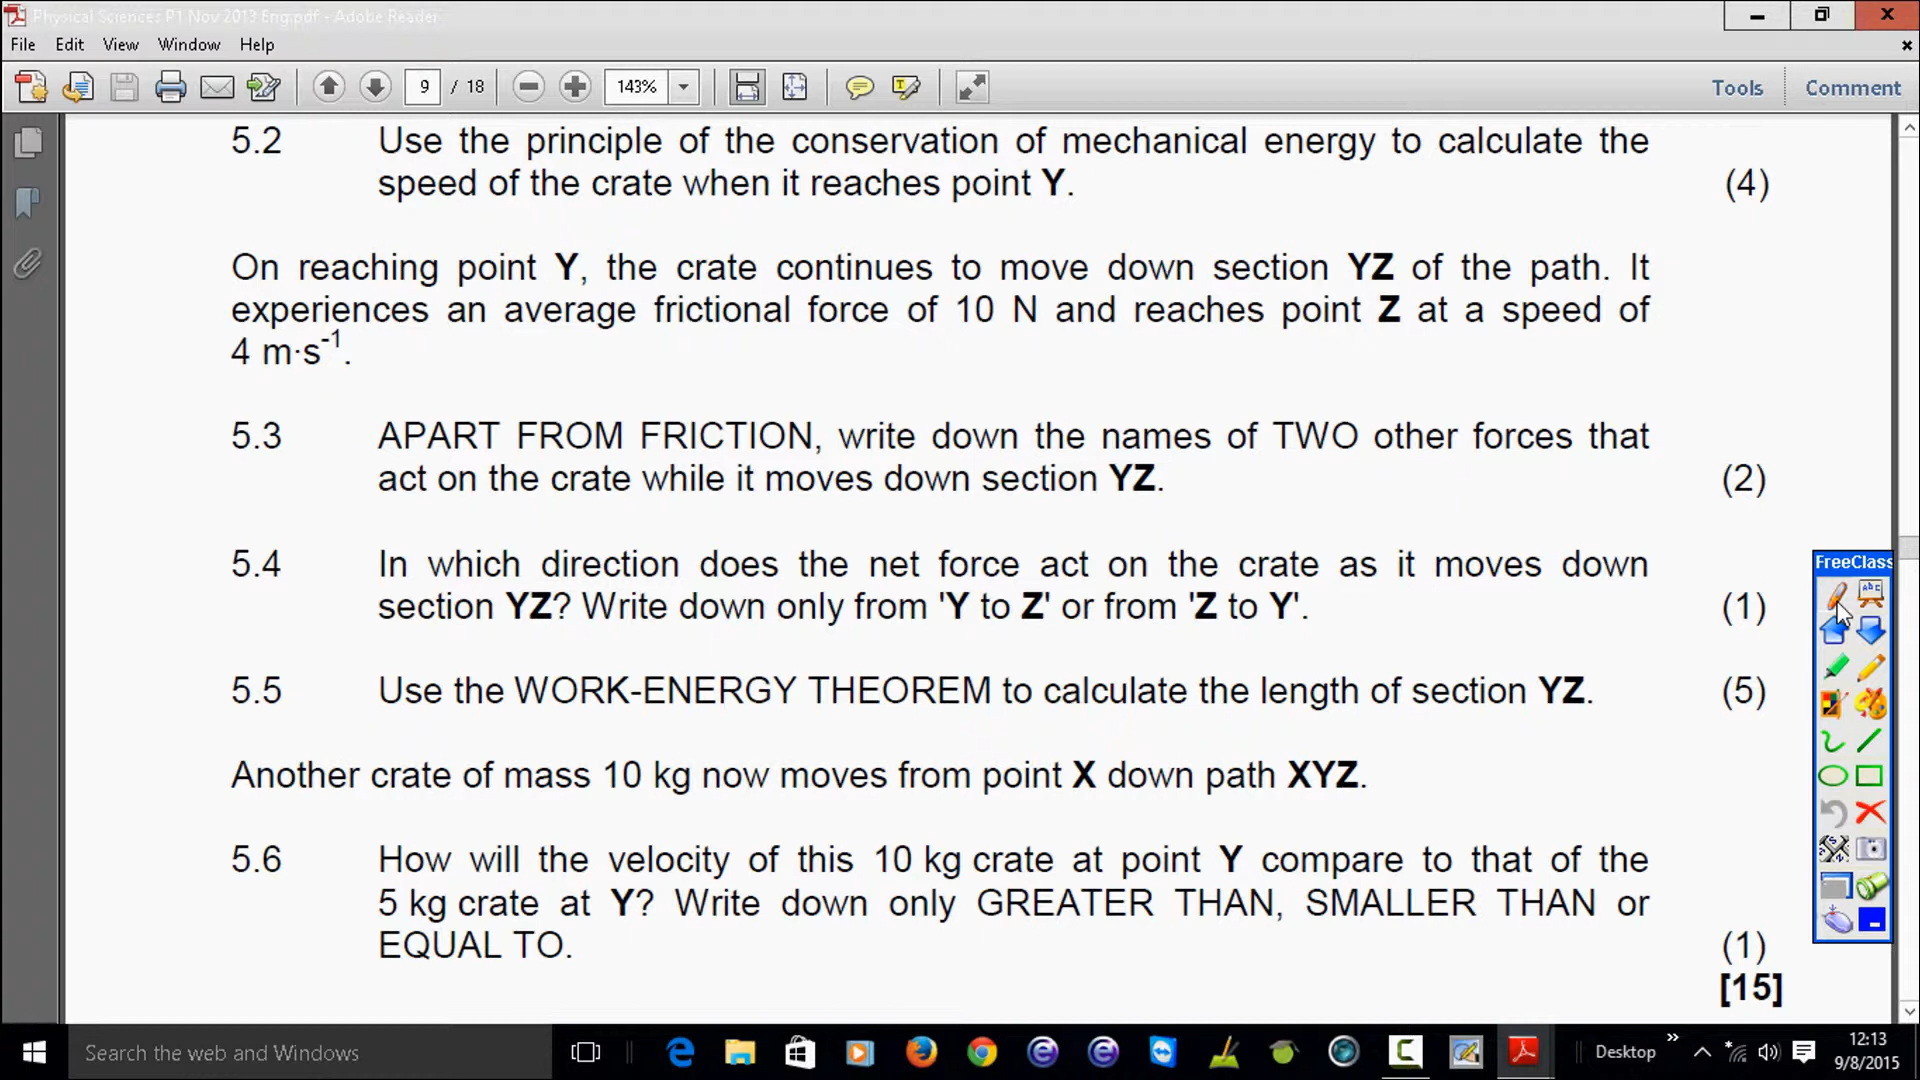 Physical Sciences P1 Nov 2013 Eng.pdf - Adobe Reader
File Edit View Window Help
9 / 18 143% Tools Comment
5.2 Use the principle of the conservation of mechanical energy to calculate the
speed of the crate when it reaches point Y. (4)
On reaching point Y, the crate continues to move down section YZ of the path. It
experiences an average frictional force of 10 N and reaches point Z at a speed of
4 m·s⁻¹.
5.3 APART FROM FRICTION, write down the names of TWO other forces that
act on the crate while it moves down section YZ. (2)
FreeClass
abc
5.4 In which direction does the net force act on the crate as it moves down
section YZ? Write down only from 'Y to Z' or from 'Z to Y'. (1)
5.5 Use the WORK-ENERGY THEOREM to calculate the length of section YZ. (5)
Another crate of mass 10 kg now moves from point X down path XYZ.
5.6 How will the velocity of this 10 kg crate at point Y compare to that of the
5 kg crate at Y? Write down only GREATER THAN, SMALLER THAN or
EQUAL TO. (1)
[15]
Search the web and Windows
Desktop
12:13
9/8/2015